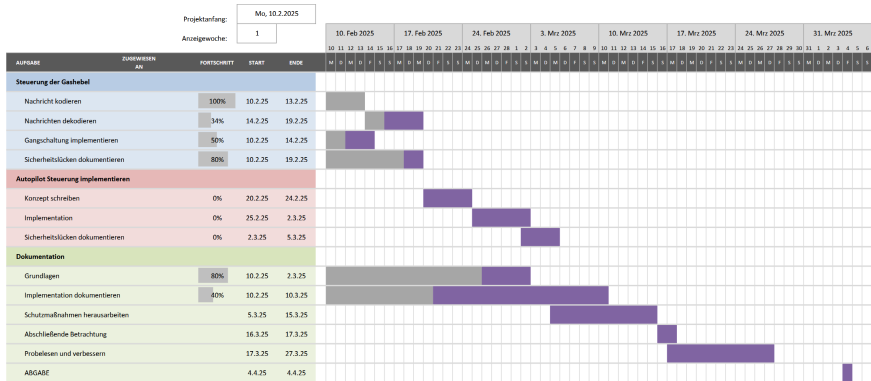 Projektanfang: Mo, 10.2.2025
Anzeigewoche: 1
10. Feb 2025 17. Feb 2025 24. Feb 2025 3. Mrz 2025 10. Mrz 2025 17. Mrz 2025 24. Mrz 2025 31. Mrz 2025
10 11 12 13 14 15 16 17 18 19 20 21 22 23 24 25 26 27 28 1 2 3 4 5 6 7 8 9 10 11 12 13 14 15 16 17 18 19 20 21 22 23 24 25 26 27 28 29 30 31 1 2 3 4 5 6
AUFGABE ZUGEWIESEN AN FORTSCHRITT START ENDE M D M D F S S M D M D F S S M D M D F S S M D M D F S S M D M D F S S M D M D F S S M D M D F S S M D M D F S S
Steuerung der Gashebel
Nachricht kodieren 100% 10.2.25 13.2.25
Nachrichten dekodieren 34% 14.2.25 19.2.25
Gangschaltung implementieren 50% 10.2.25 14.2.25
Sicherheitslücken dokumentieren 80% 10.2.25 19.2.25
Autopilot Steuerung implementieren
Konzept schreiben 0% 20.2.25 24.2.25
Implementation 0% 25.2.25 2.3.25
Sicherheitslücken dokumentieren 0% 2.3.25 5.3.25
Dokumentation
Grundlagen 80% 10.2.25 2.3.25
Implementation dokumentieren 40% 10.2.25 10.3.25
Schutzmaßnahmen herausarbeiten 5.3.25 15.3.25
Abschließende Betrachtung 16.3.25 17.3.25
Probelesen und verbessern 17.3.25 27.3.25
ABGABE 4.4.25 4.4.25